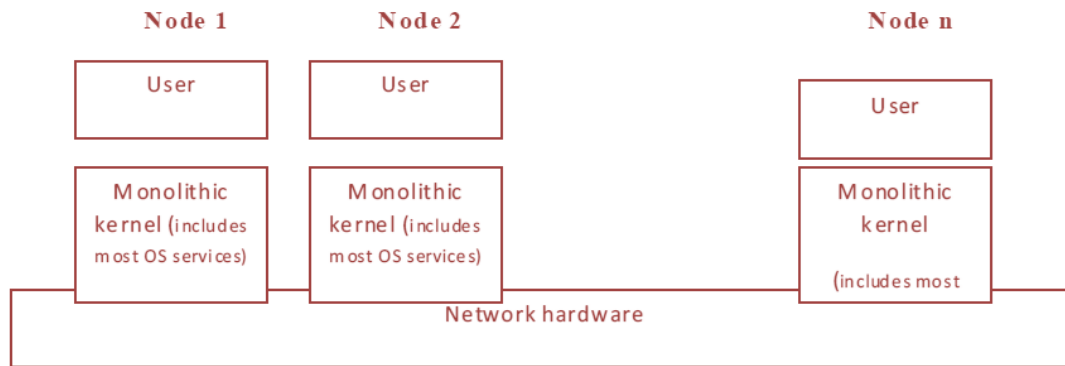 Node 1
Node 2
Node n
User
User
User
Monolithic
kernel (includes
most OS services)
Monolithic
kernel (includes
most OS services)
Monolithic
kernel
(includes most
Network hardware